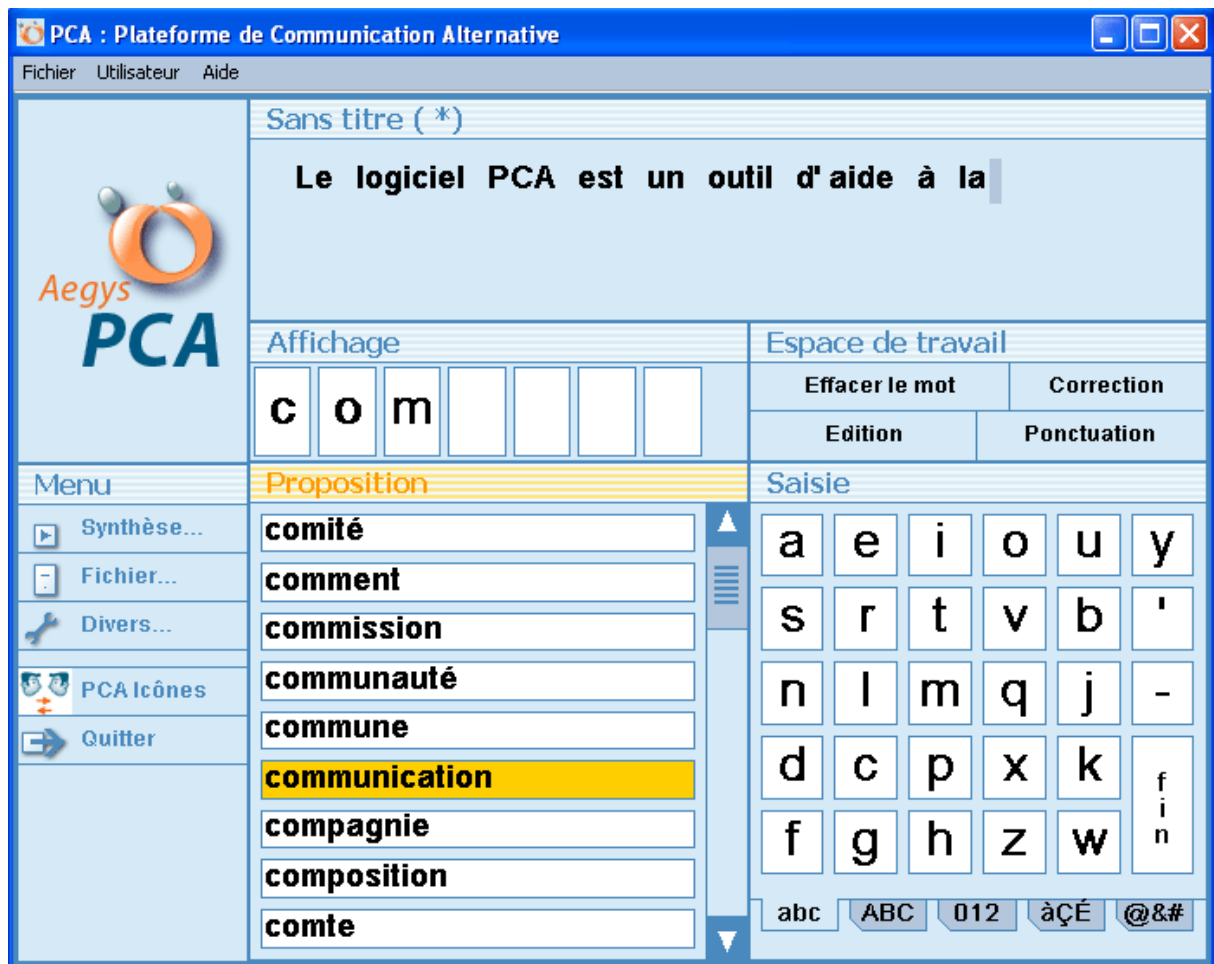 PCA : Plateforme de Communication Alternative
Fichier Utilisateur Aide
Aegys
PCA
Sans titre ( *)
Le logiciel PCA est un outil d'aide à la
Affichage
c o m
Espace de travail
Effacer le mot Correction
Edition Ponctuation
Menu
Synthèse...
Fichier...
Divers...
PCA Icônes
Quitter
Proposition
comité
comment
commission
communauté
commune
communication
compagnie
composition
comte
Saisie
a e i o u y
s r t v b '
n l m q j -
d c p x k fin
f g h z w
abc ABC 012 àÇÉ @&#